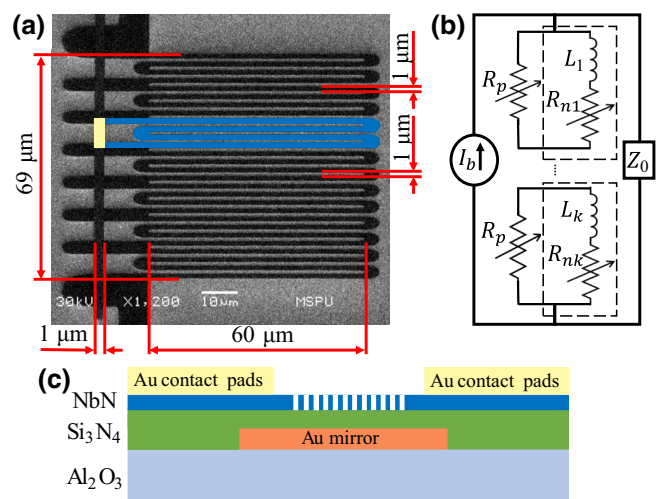 (a)
69 μm
1 μm
1 μm
30kV X1,200 10μm MSPU
1 μm
60 μm
(b)
L₁
Rₚ
Rₙ₁
I_b
Z₀
Lₖ
Rₚ
Rₙₖ
(c)
Au contact pads
Au contact pads
NbN
Si₃N₄
Au mirror
Al₂O₃